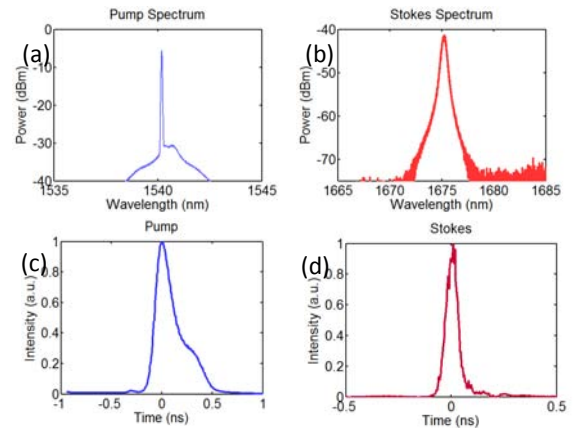 Pump Spectrum
(a)
Power (dBm)
0
-10
-20
-30
-40
1535
1540
1545
Wavelength (nm)
Stokes Spectrum
(b)
Power (dBm)
-40
-50
-60
-70
1665
1670
1675
1680
1685
Wavelength (nm)
Pump
(c)
Intensity (a.u.)
1
0.8
0.6
0.4
0.2
0
-1
-0.5
0
0.5
1
Time (ns)
Stokes
(d)
Intensity (a.u.)
1
0.8
0.6
0.4
0.2
0
-0.5
0
0.5
Time (ns)